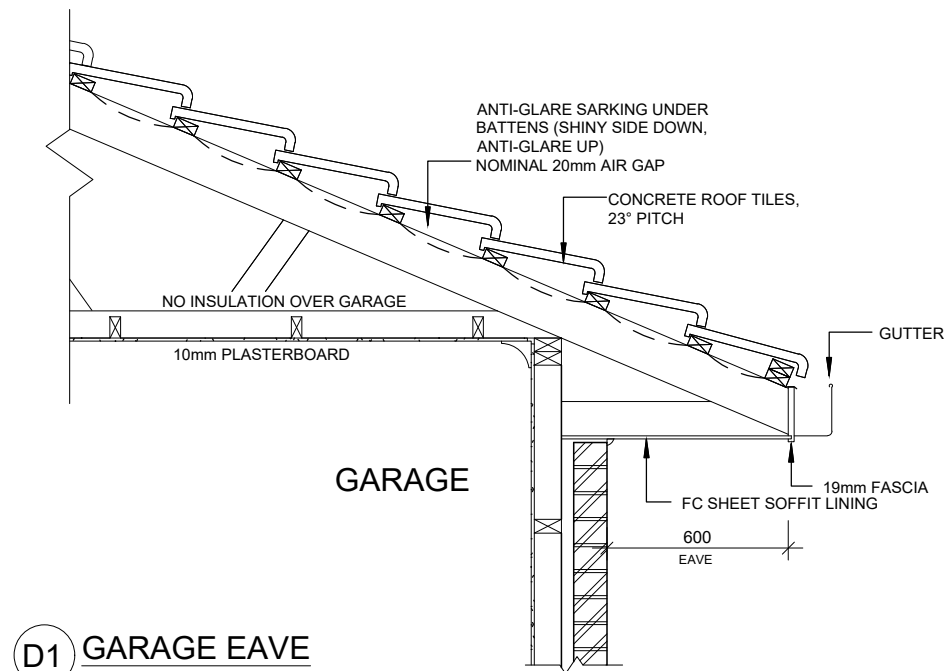 ANTI-GLARE SARKING UNDER
BATTENS (SHINY SIDE DOWN,
ANTI-GLARE UP)
NOMINAL 20mm AIR GAP
CONCRETE ROOF TILES,
23° PITCH
NO INSULATION OVER GARAGE
GUTTER
10mm PLASTERBOARD
GARAGE
19mm FASCIA
FC SHEET SOFFIT LINING
600
EAVE
D1 GARAGE EAVE